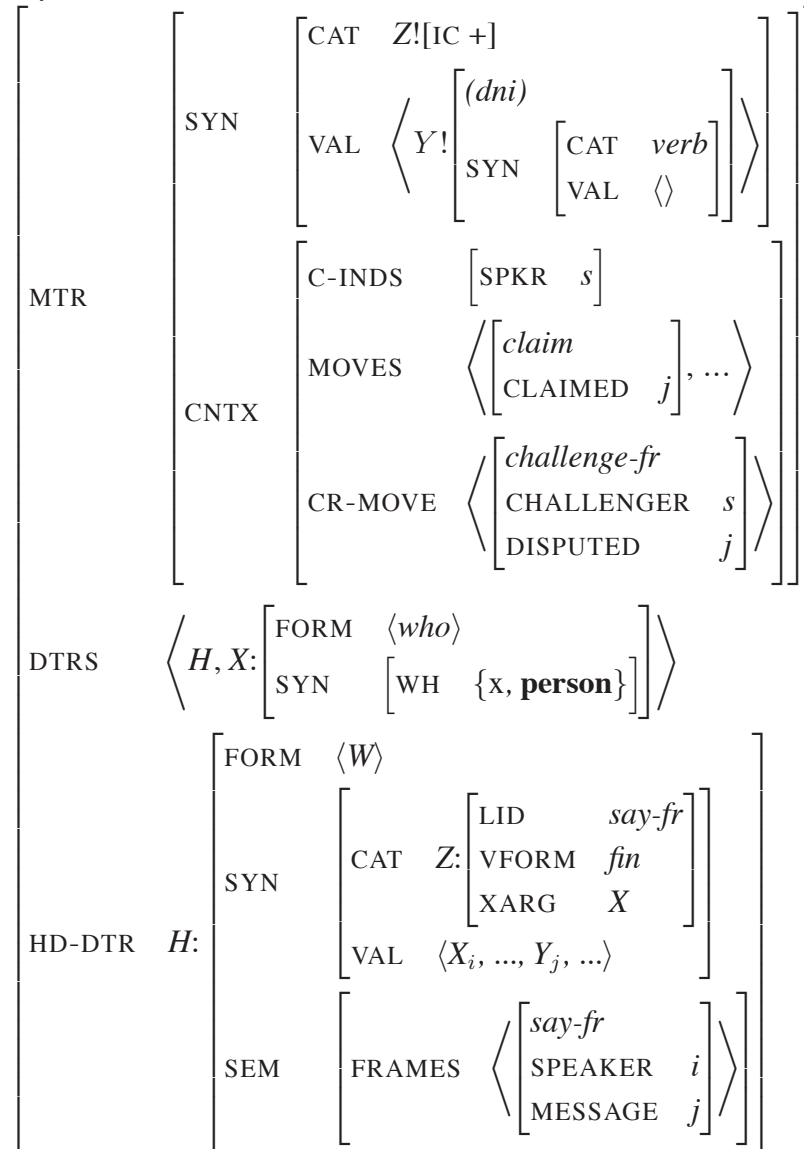 CAT Z![IC +]
(dni)
SYN VAL ⟨ Y! SYN CAT verb ⟩
VAL ⟨⟩
C-INDS [SPKR s]
MTR
claim
MOVES ⟨ CLAIMED j , ... ⟩
CNTX
challenge-fr
CR-MOVE ⟨ CHALLENGER s ⟩
DISPUTED j
FORM ⟨who⟩
DTRS ⟨ H, X: SYN [WH {x, person}] ⟩
FORM ⟨W⟩
LID say-fr
CAT Z: VFORM fin
SYN XARG X
VAL ⟨Xᵢ, ..., Yⱼ, ...⟩
HD-DTR H:
say-fr
SEM FRAMES ⟨ SPEAKER i ⟩
MESSAGE j